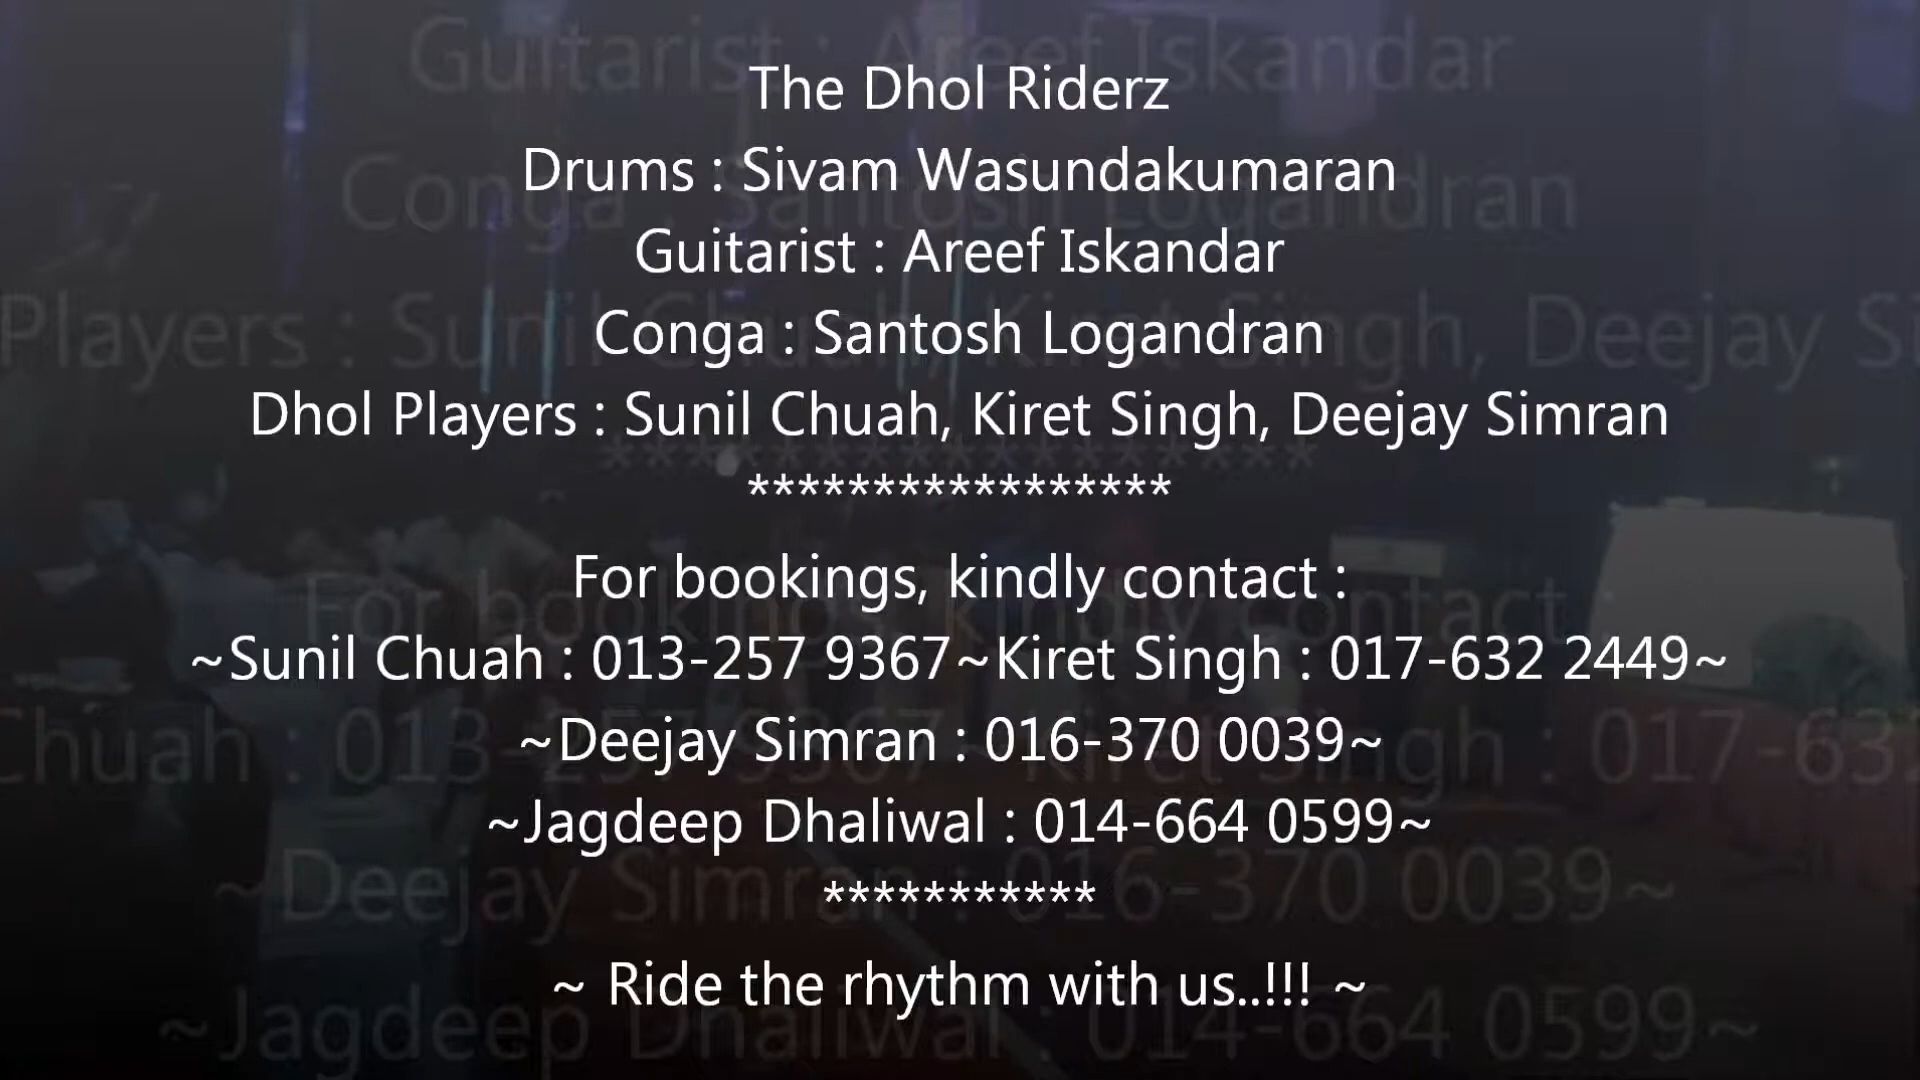 The Dhol Riderz
Drums : Sivam Wasundakumaran
Guitarist : Areef Iskandar
Conga : Santosh Logandran
Dhol Players : Sunil Chuah, Kiret Singh, Deejay Simran
*****************
For bookings, kindly contact :
~Sunil Chuah : 013-257 9367~Kiret Singh : 017-632 2449~
~Deejay Simran : 016-370 0039~
~Jagdeep Dhaliwal : 014-664 0599~
***********
~ Ride the rhythm with us..!!! ~